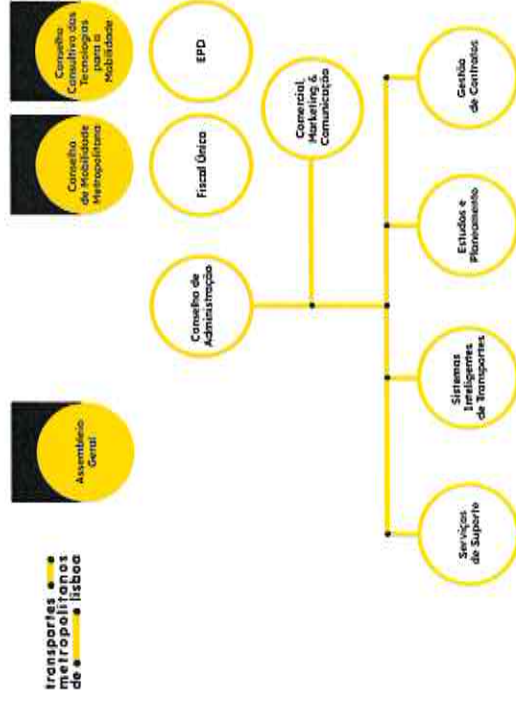 transportes
metropolitanos
de lisboa
Assembleia
Geral
Conselho
de Mobilidade
Metropolitana
Conselho
Consultivo das
Tecnologias
para a
Mobilidade
Conselho de
Administração
Fiscal Único
EPD
Comercial,
Marketing &
Comunicação
Serviços
de Suporte
Sistemas
Inteligentes
de Transportes
Estudos e
Planeamento
Gestão
de Contratos